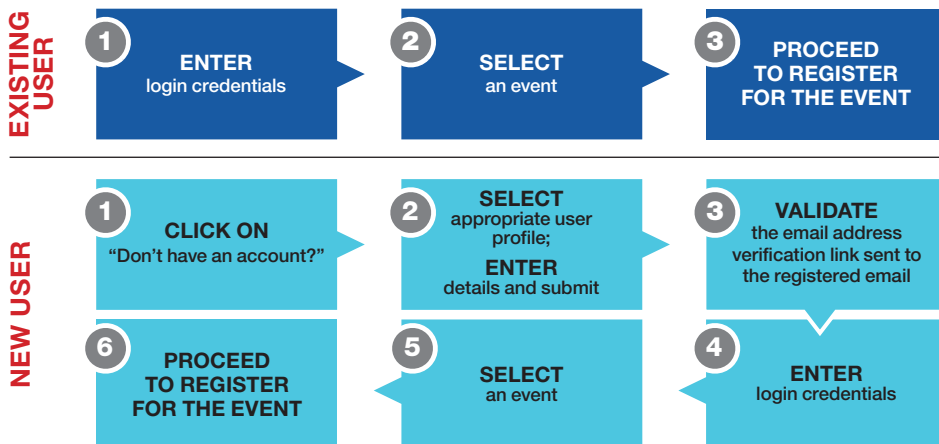 EXISTING
USER
1
ENTER
login credentials
2
SELECT
an event
3
PROCEED
TO REGISTER
FOR THE EVENT
NEW USER
1
CLICK ON
“Don’t have an account?”
2
SELECT
appropriate user
profile;
ENTER
details and submit
3
VALIDATE
the email address
verification link sent to
the registered email
4
ENTER
login credentials
5
SELECT
an event
6
PROCEED
TO REGISTER
FOR THE EVENT